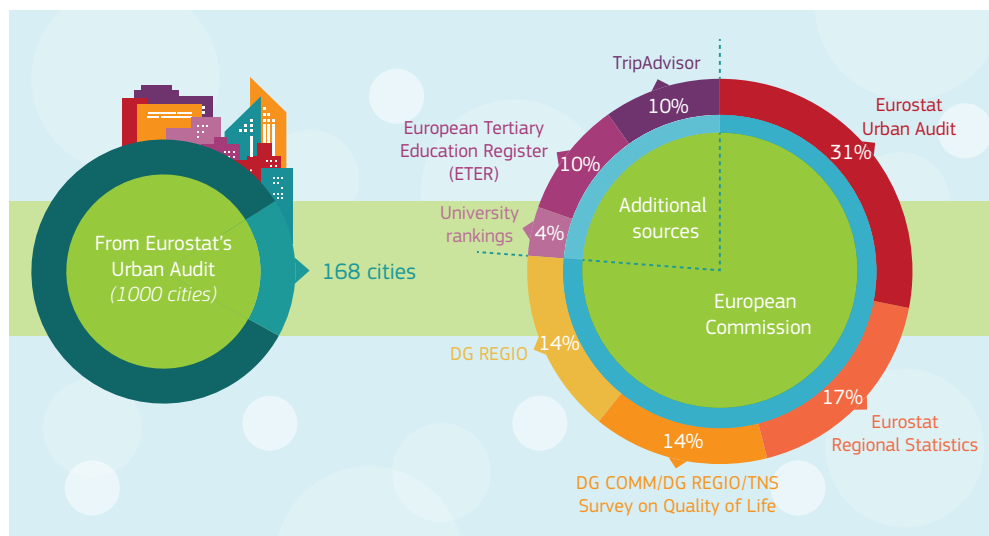 From Eurostat's
Urban Audit
(1000 cities)
168 cities
TripAdvisor
10%
European Tertiary
Education Register
(ETER)
10%
University
rankings
4%
Eurostat
Urban Audit
31%
Additional
sources
European
Commission
DG REGIO
14%
17%
Eurostat
Regional Statistics
14%
DG COMM/DG REGIO/TNS
Survey on Quality of Life